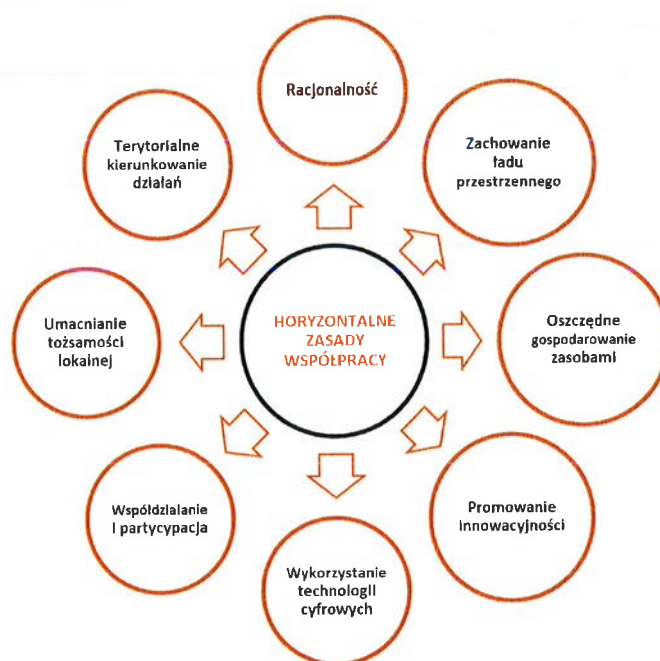 Racjonalność
Zachowanie
ładu
przestrzennego
Oszczędne
gospodarowanie
zasobami
Promowanie
innowacyjności
Wykorzystanie
technologii
cyfrowych
Współdziałanie
i partycypacja
Umacnianie
tożsamości
lokalnej
Terytorialne
kierunkowanie
działań
HORYZONTALNE
ZASADY
WSPÓŁPRACY